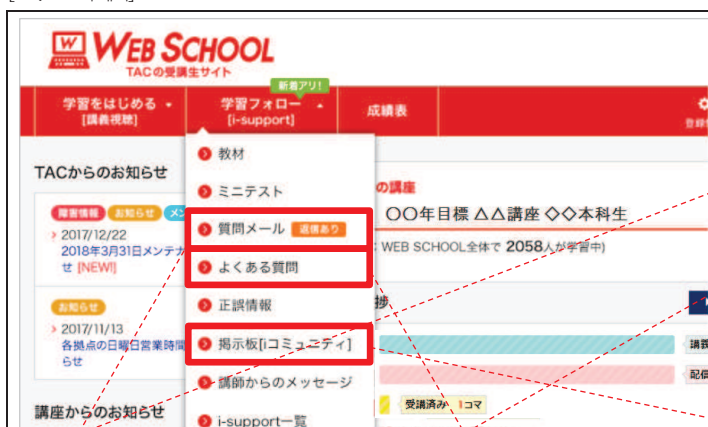 WEB SCHOOL
TACの受講生サイト
新着アリ!
学習をはじめる
[講義視聴]
学習フォロー
[i-support]
成績表
教材
ミニテスト
質問メール 返信あり
よくある質問
正誤情報
掲示板[iコミュニティ]
講師からのメッセージ
i-support一覧
TACからのお知らせ
障害情報 お知らせ
2017/12/22
2018年3月31日メンテナ
せ [NEW!]
お知らせ
2017/11/13
各拠点の日曜日営業時間
らせ
講座からのお知らせ
の講座
〇〇年目標 △△講座 ◇◇本科生
WEB SCHOOL全体で 2058人が学習中)
捗
講義
配信
受講済み 1コマ